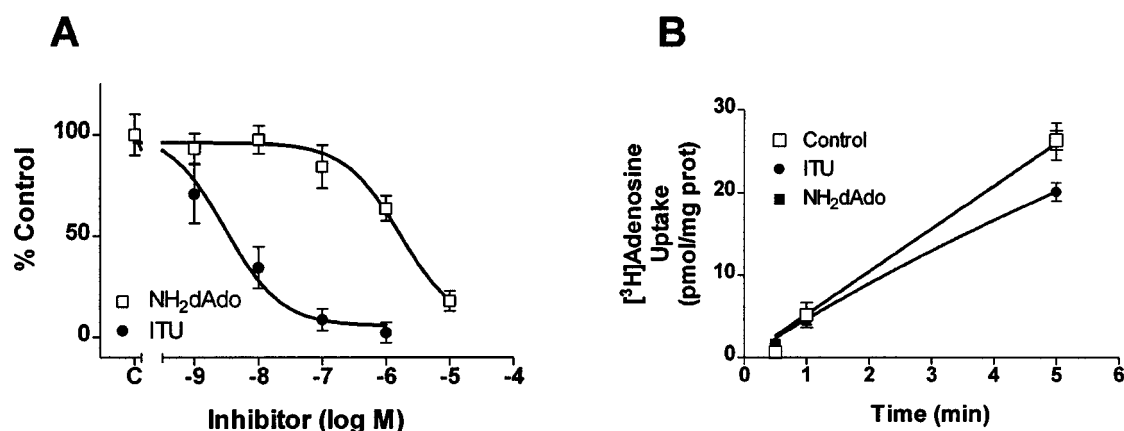 A
% Control
100
50
0
NH₂dAdo
ITU
C
-9
-8
-7
-6
-5
-4
Inhibitor (log M)
B
[³H]Adenosine
Uptake
(pmol/mg prot)
30
20
10
0
Control
ITU
NH₂dAdo
0
1
2
3
4
5
6
Time (min)